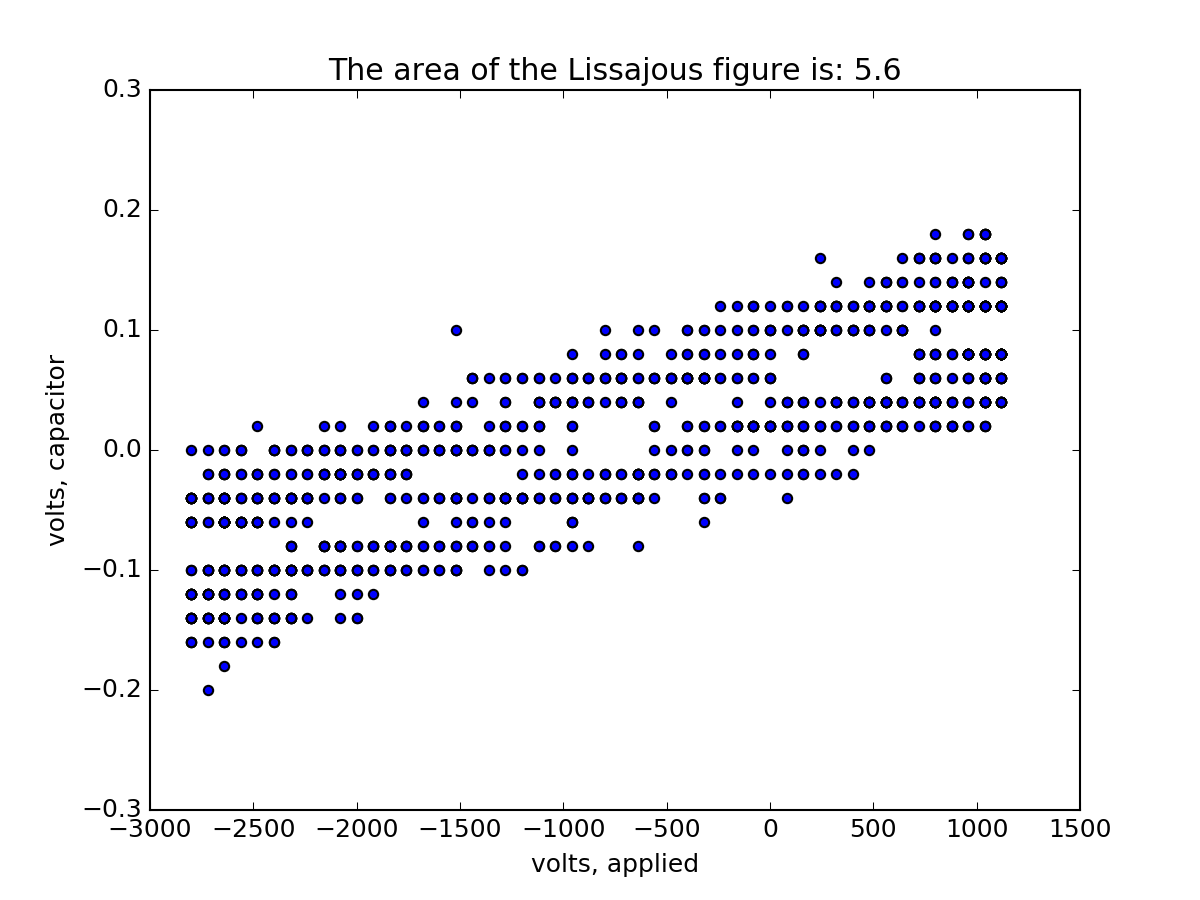 The area of the Lissajous figure is: 5.6
0.3
0.2
0.1
0.0
−0.1
−0.2
−0.3
volts, capacitor
−3000 −2500 −2000 −1500 −1000 −500 0 500 1000 1500
volts, applied